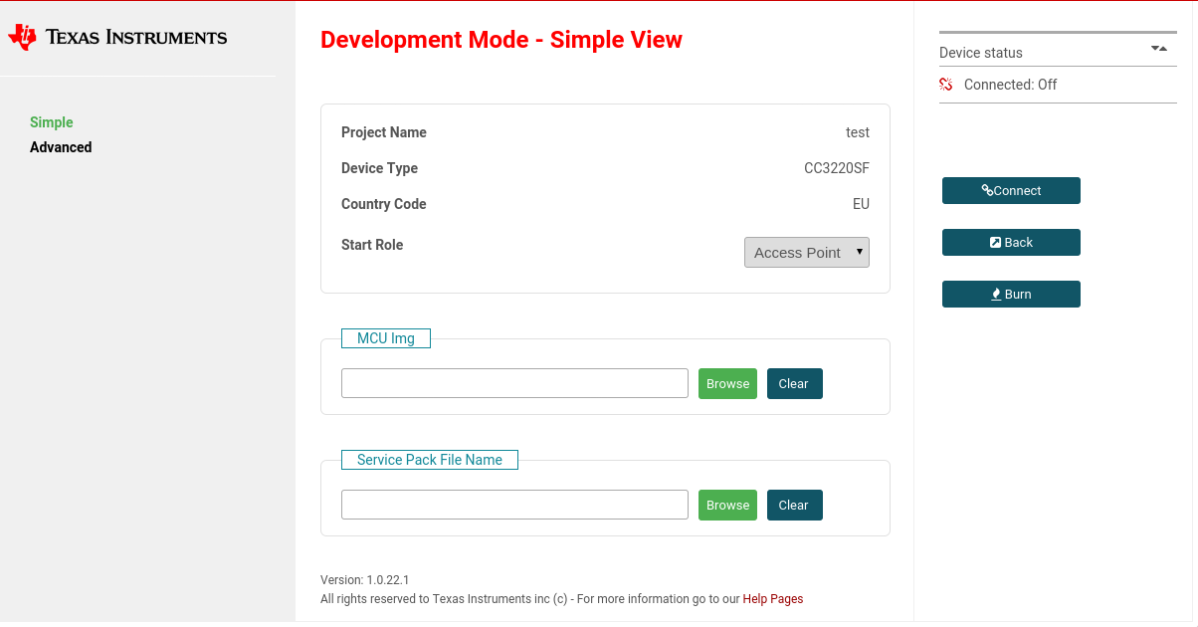 TEXAS INSTRUMENTS
Simple
Advanced
Development Mode - Simple View
Project Name test
Device Type CC3220SF
Country Code EU
Start Role Access Point
MCU Img
Browse Clear
Service Pack File Name
Browse Clear
Version: 1.0.22.1
All rights reserved to Texas Instruments inc (c) - For more information go to our Help Pages
Device status
Connected: Off
Connect
Back
Burn